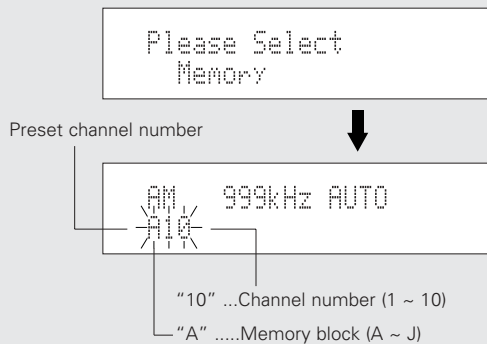 Please Select
Memory
Preset channel number
AM 999kHz AUTO
A10
"10" ...Channel number (1 ~ 10)
"A" .....Memory block (A ~ J)